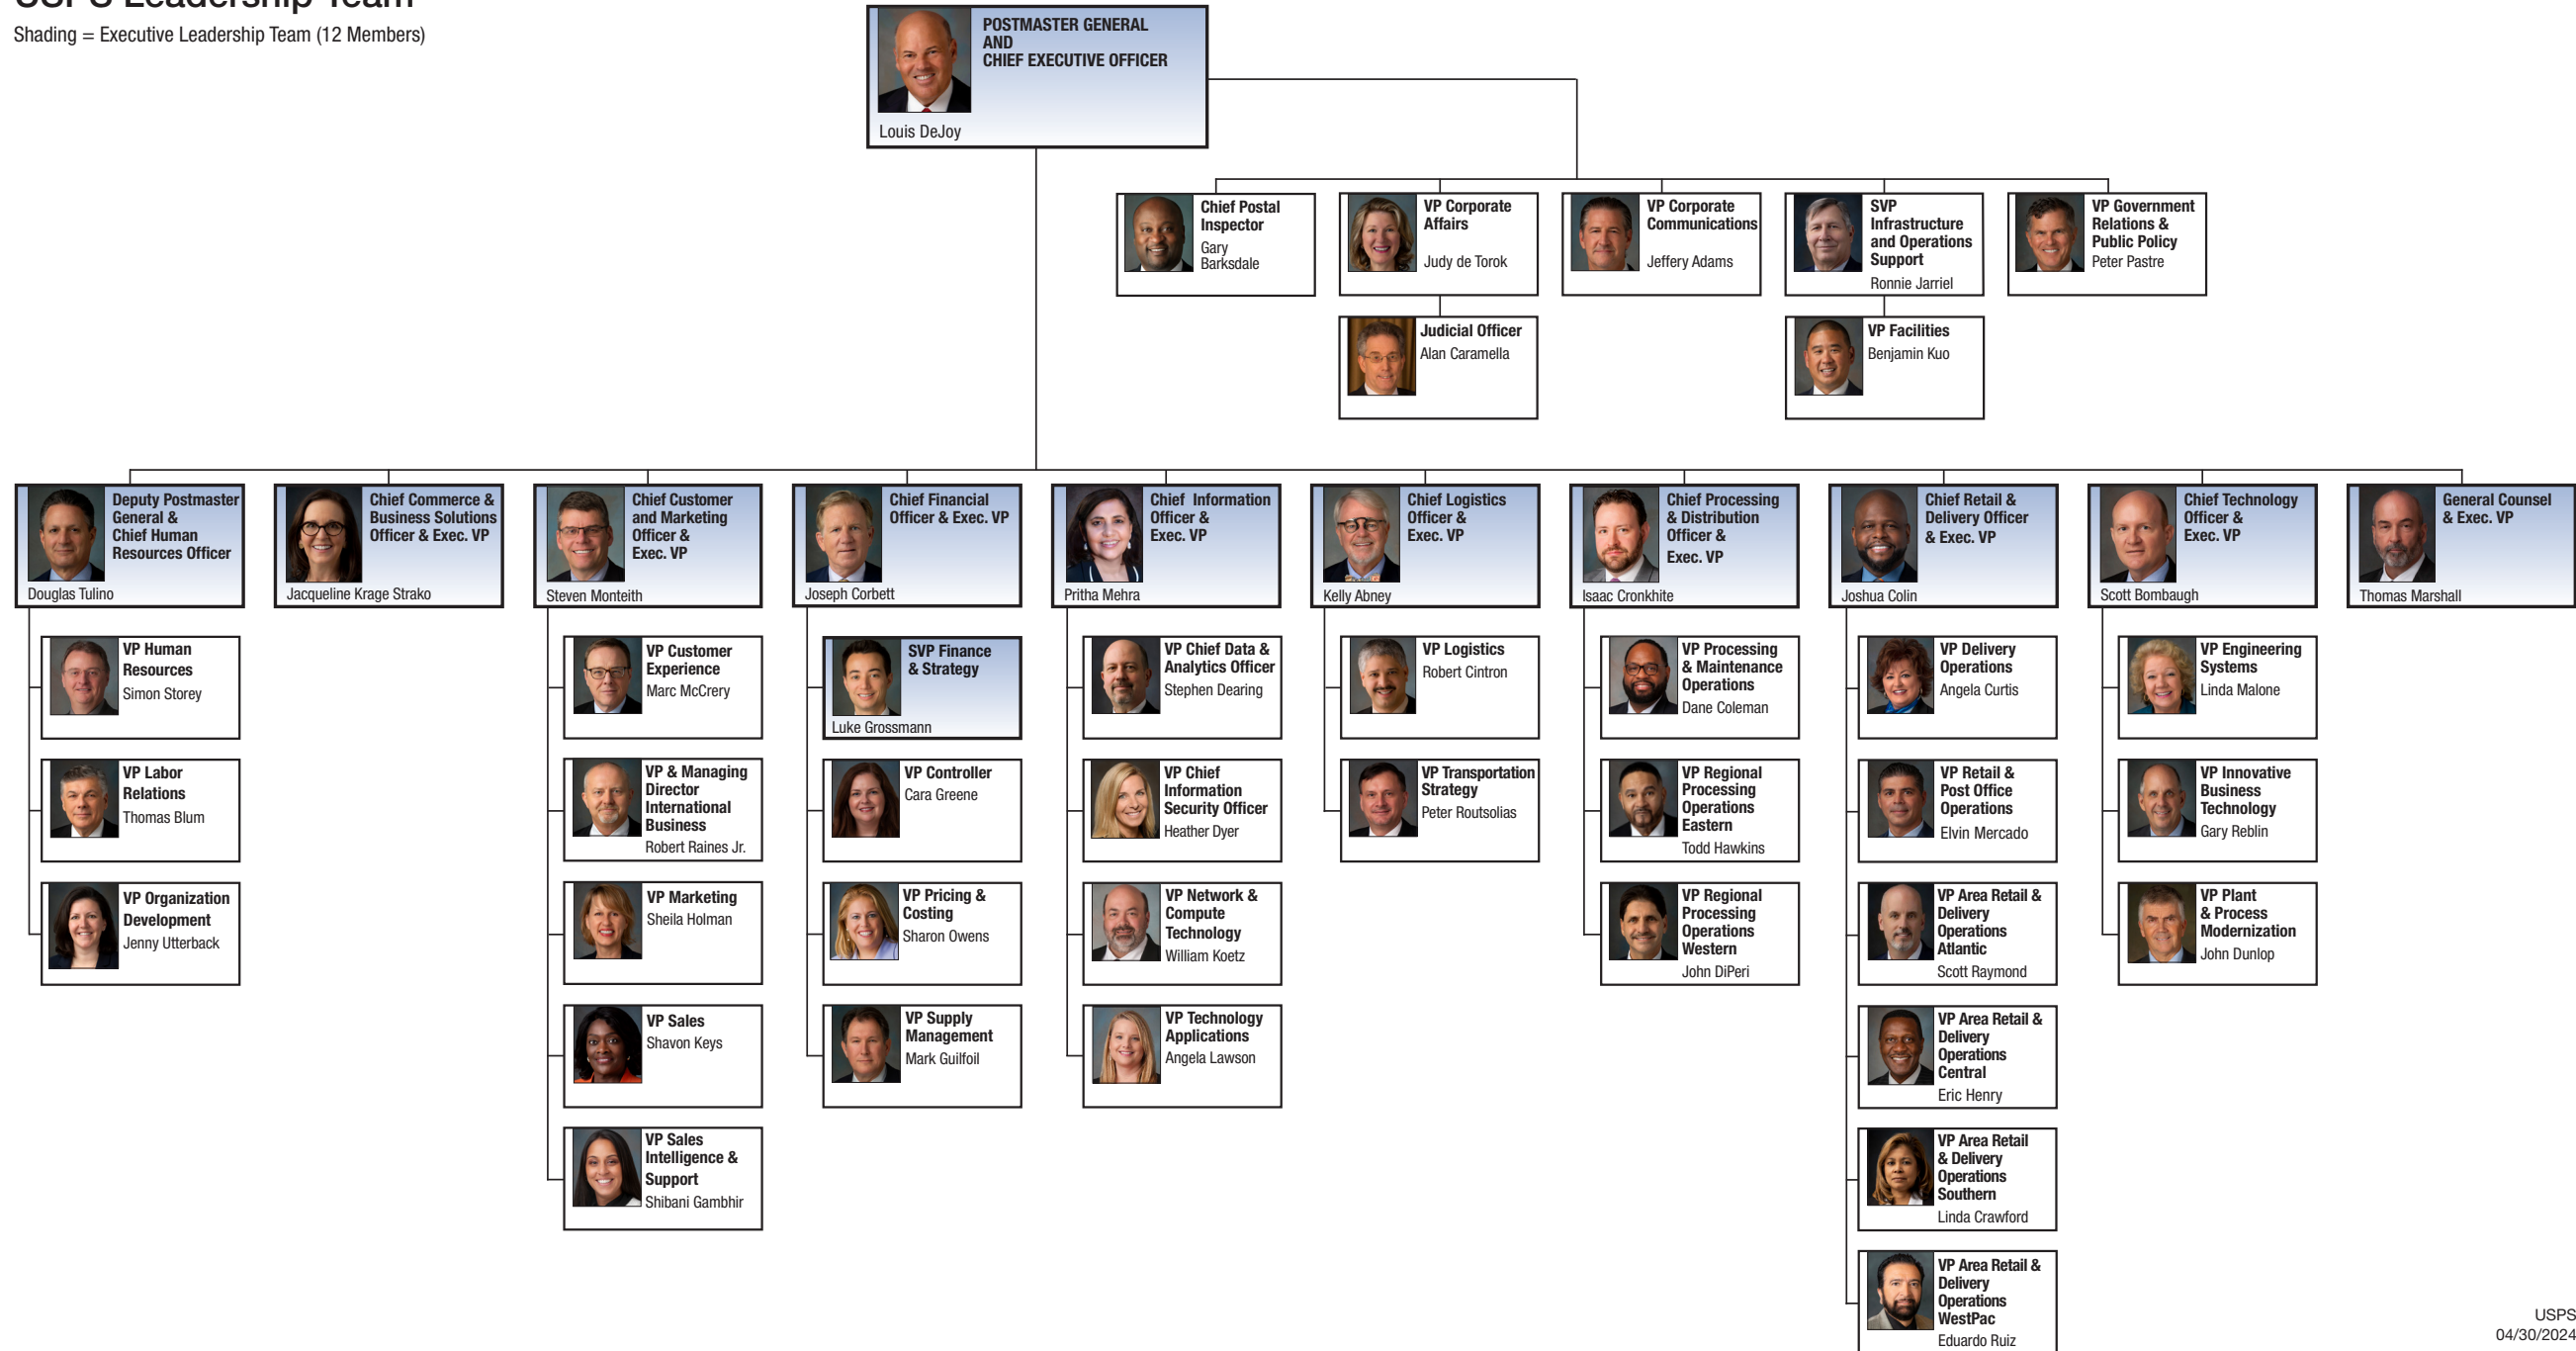 USPS Leadership Team
Shading = Executive Leadership Team (12 Members)
POSTMASTER GENERAL
AND
CHIEF EXECUTIVE OFFICER
Louis DeJoy
Chief Postal
Inspector
Gary
Barksdale
VP Corporate
Affairs
Judy de Torok
VP Corporate
Communications
Jeffery Adams
SVP
Infrastructure
and Operations
Support
Ronnie Jarriel
VP Government
Relations &
Public Policy
Peter Pastre
Judicial Officer
Alan Caramella
VP Facilities
Benjamin Kuo
Deputy Postmaster
General &
Chief Human
Resources Officer
Douglas Tulino
Chief Commerce &
Business Solutions
Officer & Exec. VP
Jacqueline Krage Strako
Chief Customer
and Marketing
Officer &
Exec. VP
Steven Monteith
Chief Financial
Officer & Exec. VP
Joseph Corbett
Chief Information
Officer &
Exec. VP
Pritha Mehra
Chief Logistics
Officer &
Exec. VP
Kelly Abney
Chief Processing
& Distribution
Officer &
Exec. VP
Isaac Cronkhite
Chief Retail &
Delivery Officer
& Exec. VP
Joshua Colin
Chief Technology
Officer &
Exec. VP
Scott Bombaugh
General Counsel
& Exec. VP
Thomas Marshall
VP Human
Resources
Simon Storey
VP Labor
Relations
Thomas Blum
VP Organization
Development
Jenny Utterback
VP Customer
Experience
Marc McCrery
VP & Managing
Director
International
Business
Robert Raines Jr.
VP Marketing
Sheila Holman
VP Sales
Shavon Keys
VP Sales
Intelligence &
Support
Shibani Gambhir
SVP Finance
& Strategy
Luke Grossmann
VP Controller
Cara Greene
VP Pricing &
Costing
Sharon Owens
VP Supply
Management
Mark Guilfoil
VP Chief Data &
Analytics Officer
Stephen Dearing
VP Chief
Information
Security Officer
Heather Dyer
VP Network &
Compute
Technology
William Koetz
VP Technology
Applications
Angela Lawson
VP Logistics
Robert Cintron
VP Transportation
Strategy
Peter Routsolias
VP Processing
& Maintenance
Operations
Dane Coleman
VP Regional
Processing
Operations
Eastern
Todd Hawkins
VP Regional
Processing
Operations
Western
John DiPeri
VP Delivery
Operations
Angela Curtis
VP Retail &
Post Office
Operations
Elvin Mercado
VP Area Retail &
Delivery
Operations
Atlantic
Scott Raymond
VP Area Retail &
Delivery
Operations
Central
Eric Henry
VP Area Retail
& Delivery
Operations
Southern
Linda Crawford
VP Area Retail &
Delivery
Operations
WestPac
Eduardo Ruiz
VP Engineering
Systems
Linda Malone
VP Innovative
Business
Technology
Gary Reblin
VP Plant
& Process
Modernization
John Dunlop
USPS
04/30/2024